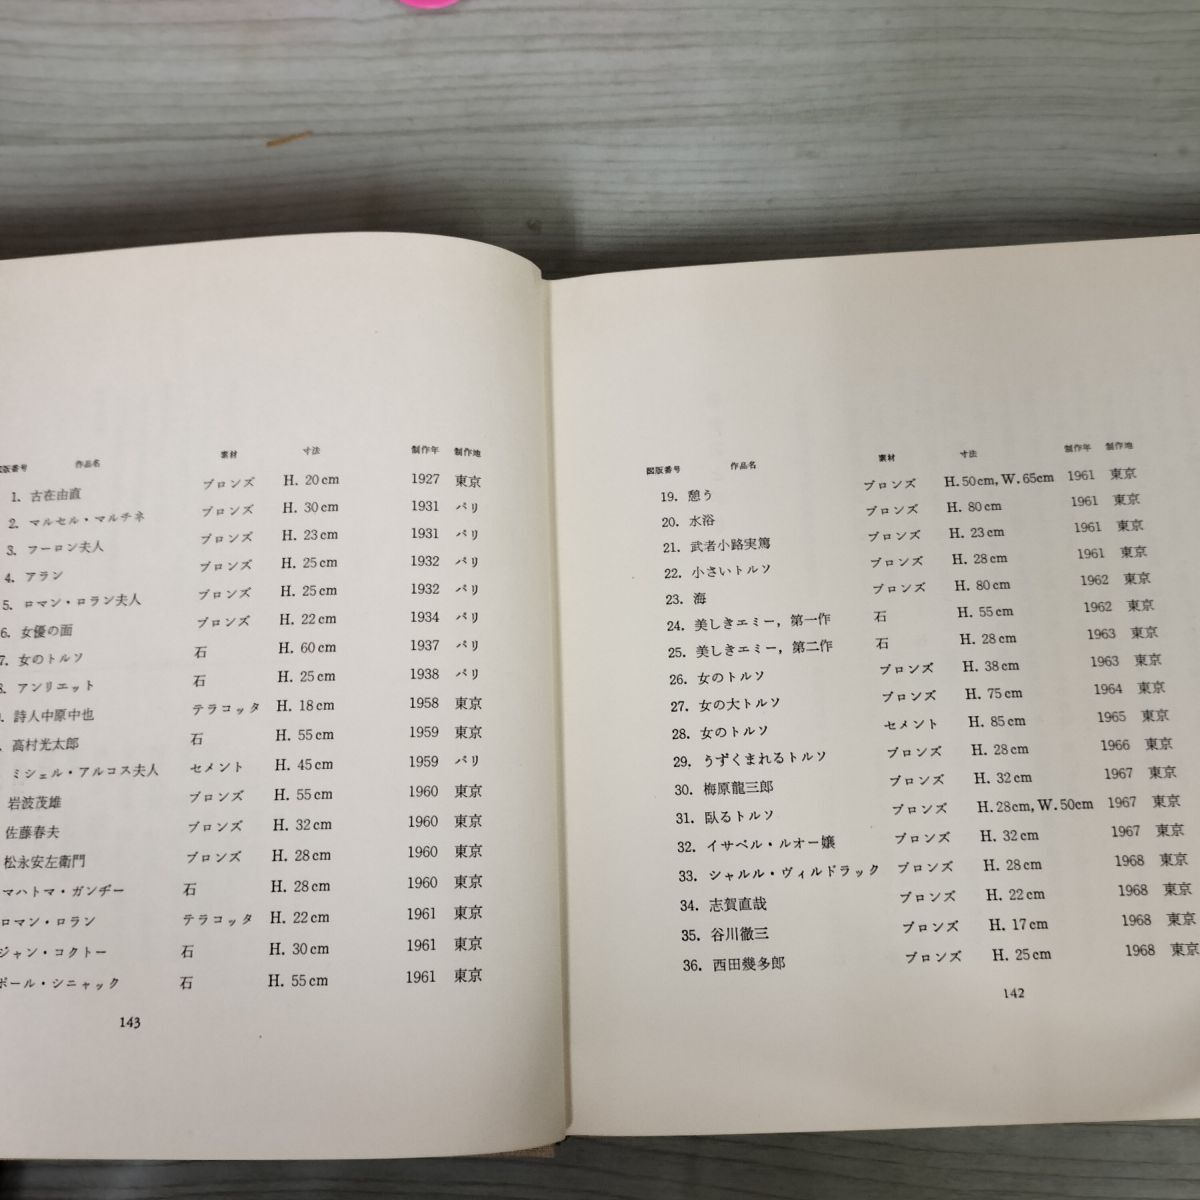 図版番号 作品名 素材 寸法 制作年 制作地
1. 古在由直 ブロンズ H. 20cm 1927 東京
2. マルセル・マルチネ ブロンズ H. 30cm 1931 パリ
3. フーロン夫人 ブロンズ H. 23cm 1931 パリ
4. アラン ブロンズ H. 25cm 1932 パリ
5. ロマン・ロラン夫人 ブロンズ H. 25cm 1932 パリ
6. 女優の面 ブロンズ H. 22cm 1934 パリ
7. 女のトルソ 石 H. 60cm 1937 パリ
8. アンリエット 石 H. 25cm 1938 パリ
詩人中原中也 テラコッタ H. 18cm 1958 東京
高村光太郎 石 H. 55cm 1959 東京
ミシェル・アルコス夫人 セメント H. 45cm 1959 パリ
岩波茂雄 ブロンズ H. 55cm 1960 東京
佐藤春夫 ブロンズ H. 32cm 1960 東京
松永安左衛門 ブロンズ H. 28cm 1960 東京
マハトマ・ガンヂー 石 H. 28cm 1960 東京
ロマン・ロラン テラコッタ H. 22cm 1961 東京
ジャン・コクトー 石 H. 30cm 1961 東京
ポール・シニャック 石 H. 55cm 1961 東京
143
図版番号 作品名 素材 寸法 制作年 制作地
19. 憩う ブロンズ H.50cm, W.65cm 1961 東京
20. 水浴 ブロンズ H. 80cm 1961 東京
21. 武者小路実篤 ブロンズ H. 23cm 1961 東京
22. 小さいトルソ ブロンズ H. 28cm 1961 東京
23. 海 ブロンズ H. 80cm 1962 東京
24. 美しきエミー，第一作 石 H. 55cm 1962 東京
25. 美しきエミー，第二作 石 H. 28cm 1963 東京
26. 女のトルソ ブロンズ H. 38cm 1963 東京
27. 女の大トルソ ブロンズ H. 75cm 1964 東京
28. 女のトルソ セメント H. 85cm 1965 東京
29. うずくまれるトルソ ブロンズ H. 28cm 1966 東京
30. 梅原龍三郎 ブロンズ H. 32cm 1967 東京
31. 臥るトルソ ブロンズ H.28cm, W.50cm 1967 東京
32. イサベル・ルオー嬢 ブロンズ H. 32cm 1967 東京
33. シャルル・ヴィルドラック ブロンズ H. 28cm 1968 東京
34. 志賀直哉 ブロンズ H. 22cm 1968 東京
35. 谷川徹三 ブロンズ H. 17cm 1968 東京
36. 西田幾多郎 ブロンズ H. 25cm 1968 東京
142